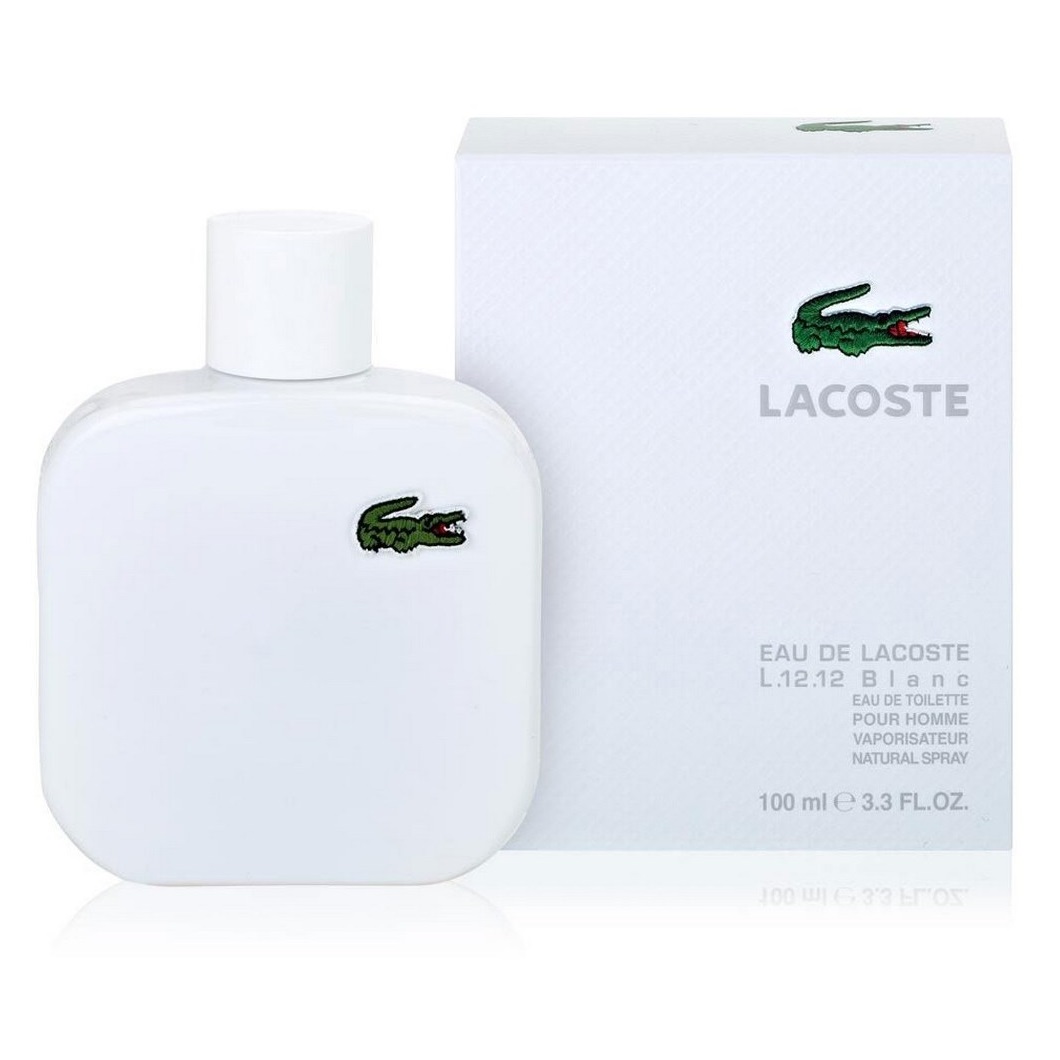 LACOSTE
EAU DE LACOSTE
L.12.12 Blanc
EAU DE TOILETTE
POUR HOMME
VAPORISATEUR
NATURAL SPRAY
100 ml ℮ 3.3 FL.OZ.